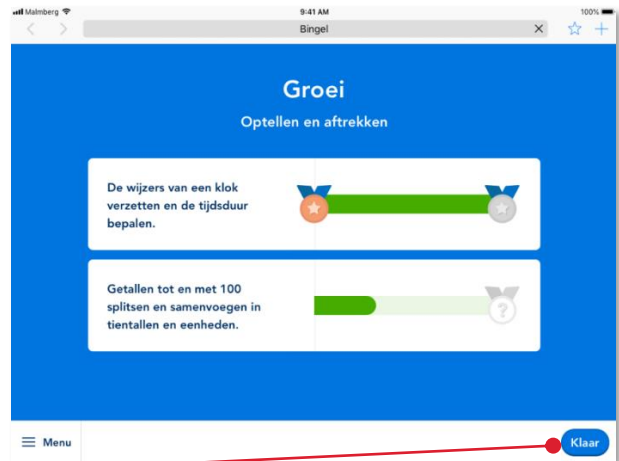 Malmberg 9:41 AM 100%
Bingel
Groei
Optellen en aftrekken
De wijzers van een klok
verzetten en de tijdsduur
bepalen.
Getallen tot en met 100
splitsen en samenvoegen in
tientallen en eenheden.
?
Menu
Klaar